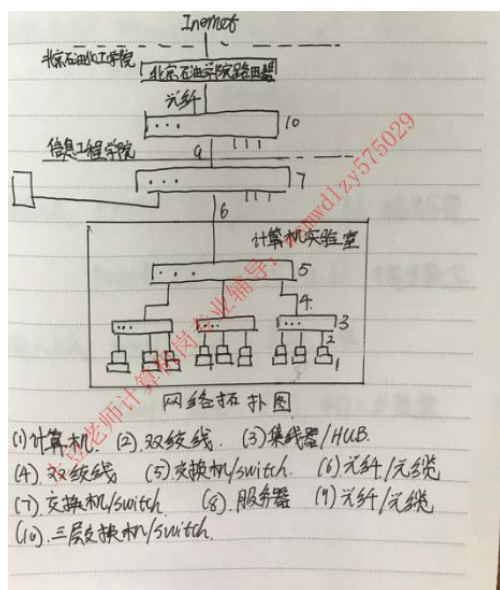 Inernet
北京石油化工学院
北京石油学院路由器
光纤
10
9
信息工程学院
7
6
计算机实验室
5
4
3
2
1
网络拓扑图
(1)计算机. (2).双绞线. (3)集线器/HUB.
(4).双绞线 (5)交换机/switch. (6)光纤/光缆
(7)交换机/switch. (8).服务器 (9)光纤/光缆
(10).三层交换机/switch.